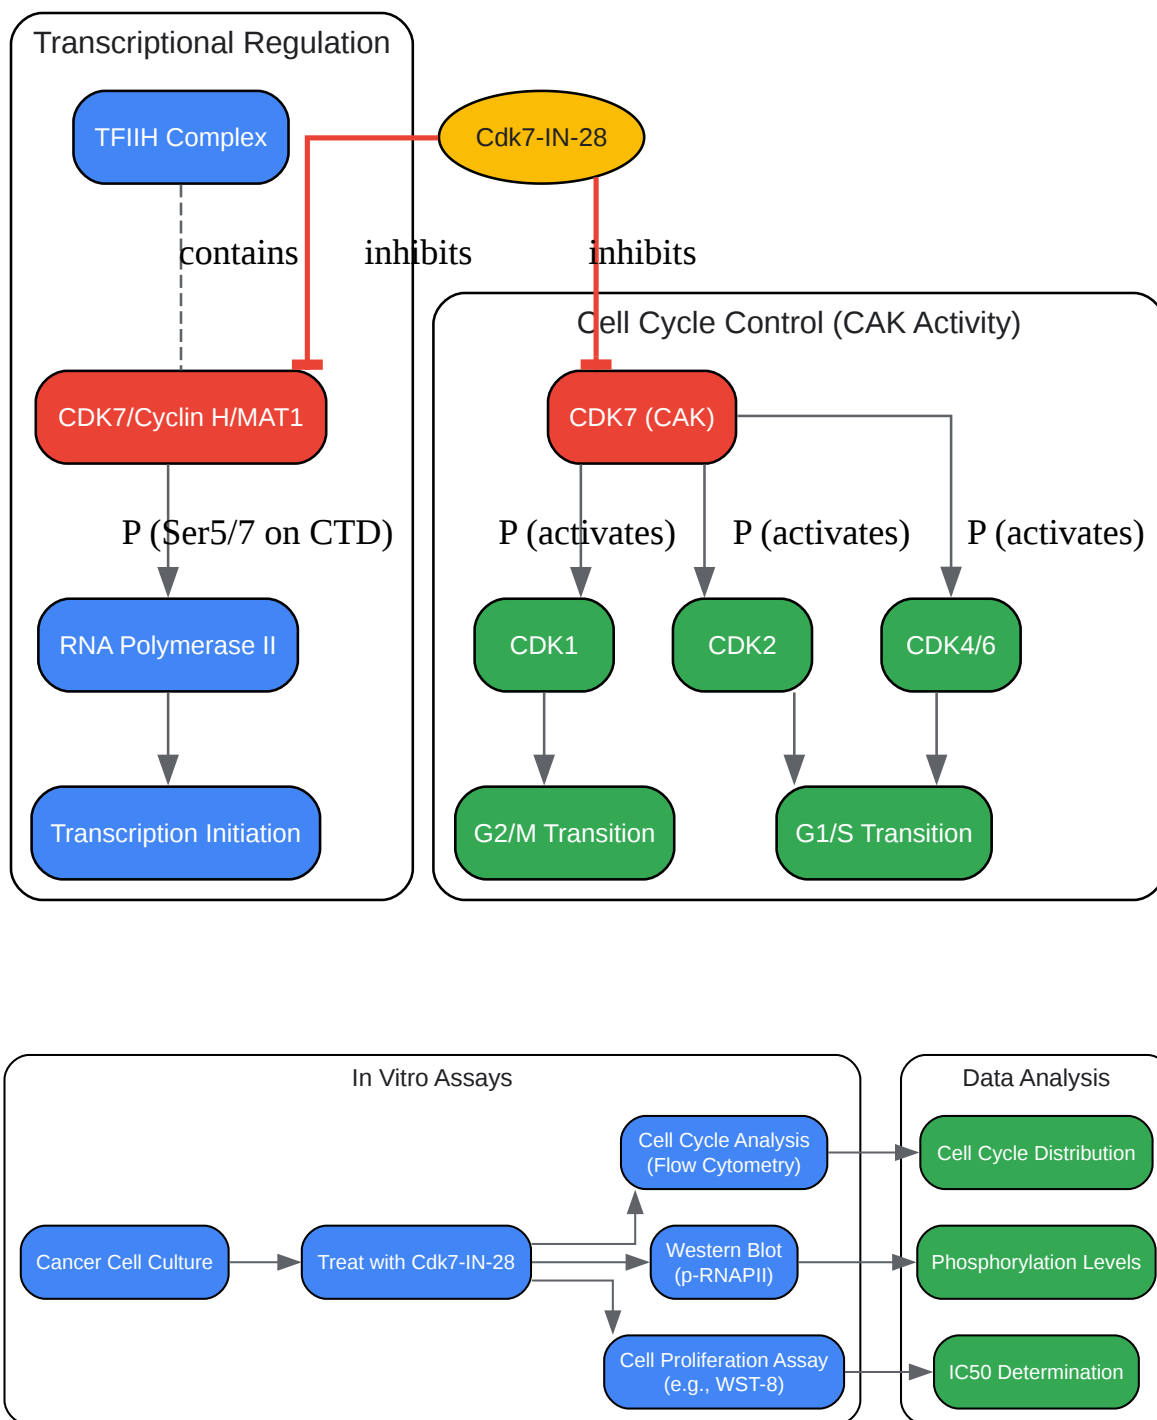 Transcriptional Regulation
TFIIH Complex
Cdk7-IN-28
contains
inhibits
inhibits
Cell Cycle Control (CAK Activity)
CDK7/Cyclin H/MAT1
CDK7 (CAK)
P (Ser5/7 on CTD)
P (activates)
P (activates)
P (activates)
RNA Polymerase II
CDK1
CDK2
CDK4/6
Transcription Initiation
G2/M Transition
G1/S Transition
In Vitro Assays
Data Analysis
Cell Cycle Analysis
(Flow Cytometry)
Cell Cycle Distribution
Cancer Cell Culture
Treat with Cdk7-IN-28
Western Blot
(p-RNAPII)
Phosphorylation Levels
Cell Proliferation Assay
(e.g., WST-8)
IC50 Determination